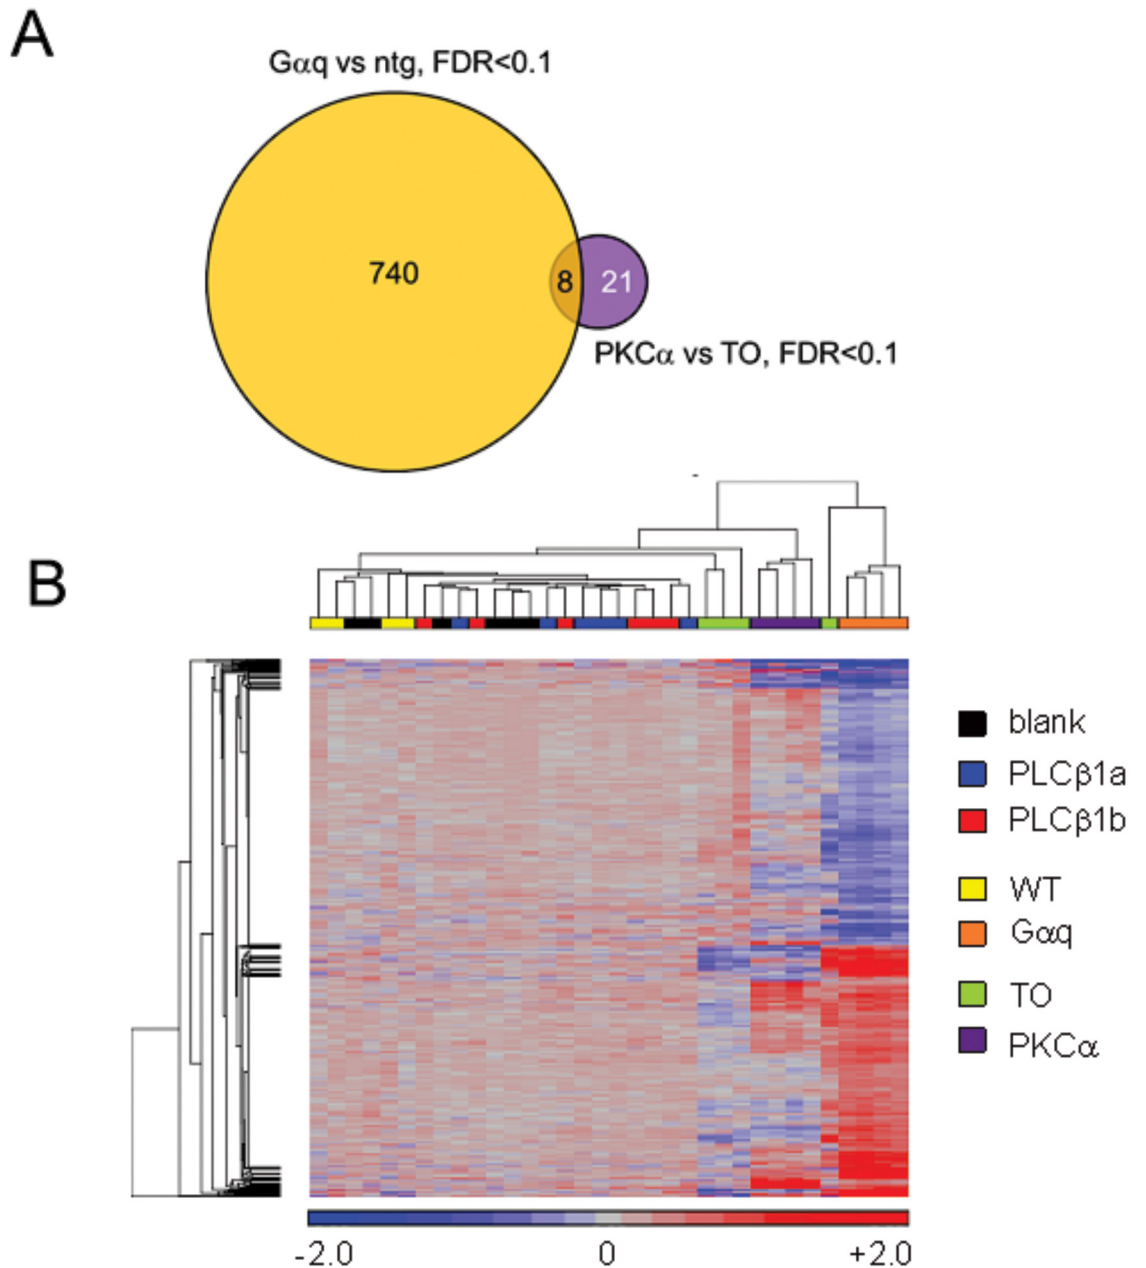 A
Gαq vs ntg, FDR<0.1
740
8
21
PKCα vs TO, FDR<0.1
B
blank
PLCβ1a
PLCβ1b
WT
Gαq
TO
PKCα
-2.0
0
+2.0